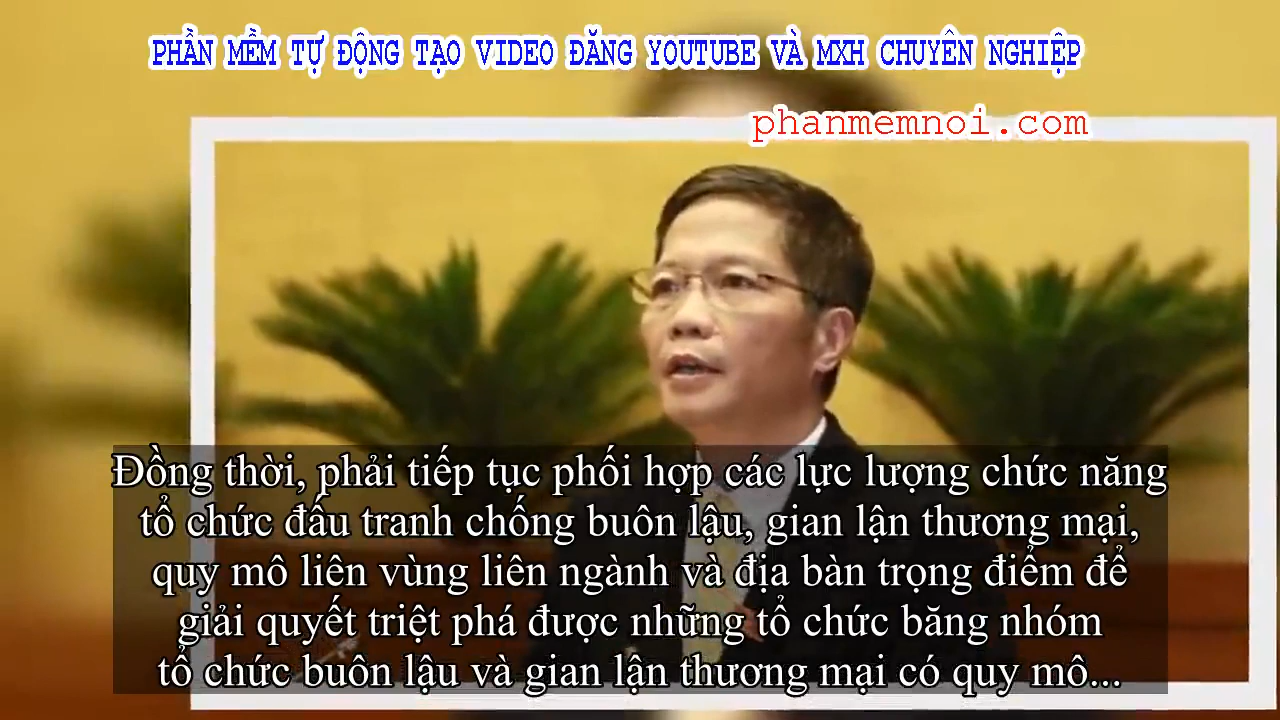 PHẦN MỀM TỰ ĐỘNG TẠO VIDEO ĐĂNG YOUTUBE VÀ MXH CHUYÊN NGHIỆP
phanmemnoi.com
Đồng thời, phải tiếp tục phối hợp các lực lượng chức năng
tổ chức đấu tranh chống buôn lậu, gian lận thương mại,
quy mô liên vùng liên ngành và địa bàn trọng điểm để
giải quyết triệt phá được những tổ chức băng nhóm
tổ chức buôn lậu và gian lận thương mại có quy mô...